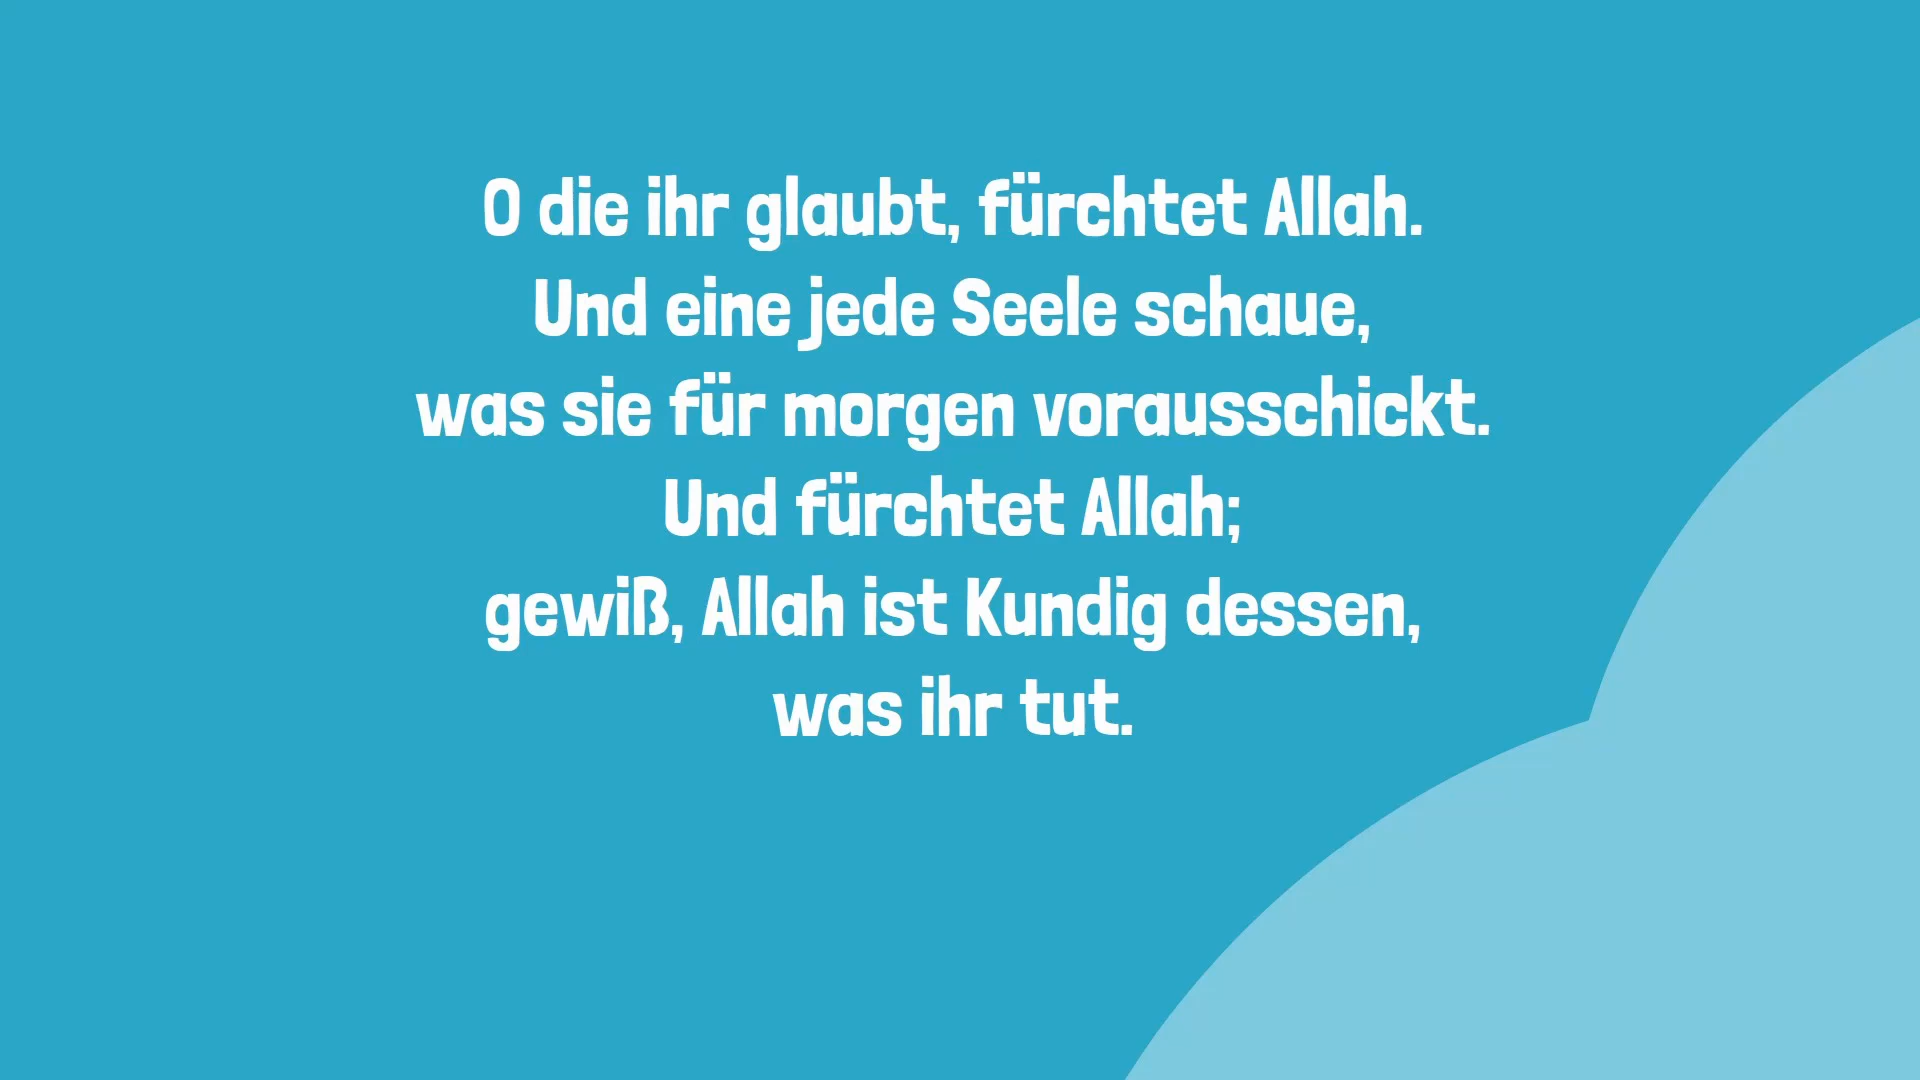 O die ihr glaubt, fürchtet Allah.
Und eine jede Seele schaue,
was sie für morgen vorausschickt.
Und fürchtet Allah;
gewiß, Allah ist Kundig dessen,
was ihr tut.